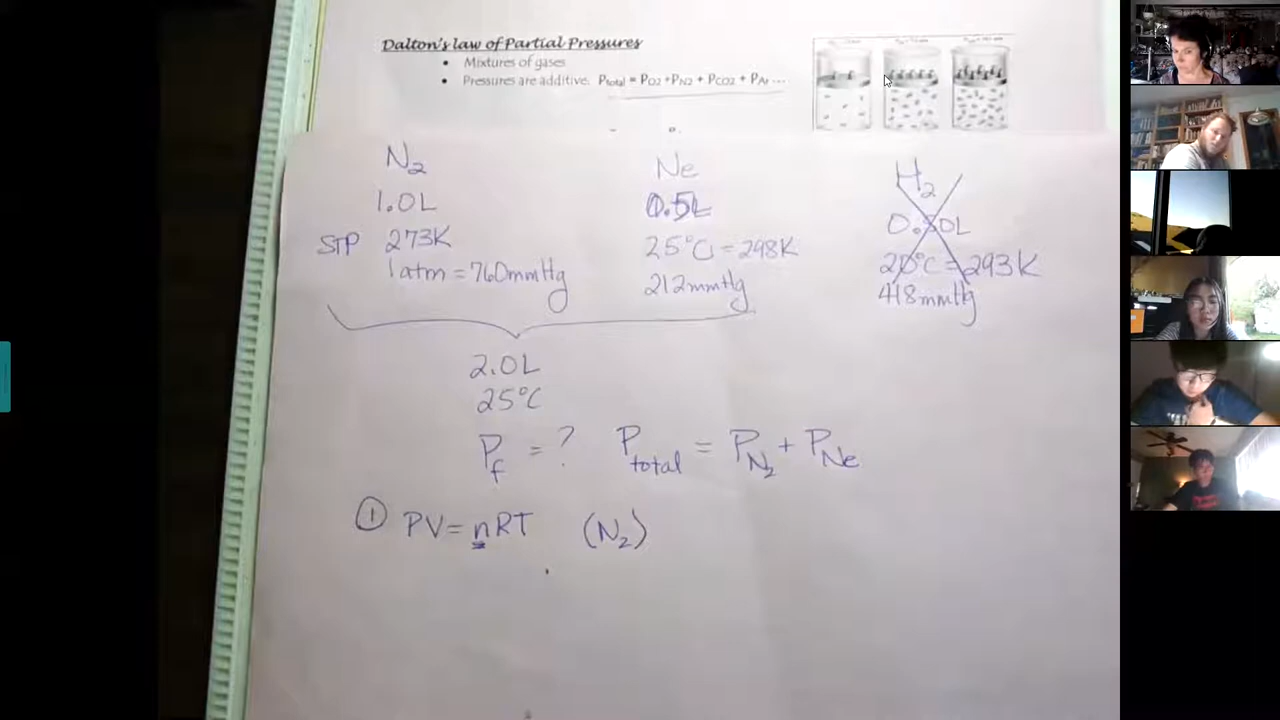 Dalton's law of Partial Pressures
• Mixtures of gases
• Pressures are additive. Ptotal = PO2 +PN2 + PCO2 + PAr ...
N2
1.0L
STP 273K
1atm = 760mmHg
Ne
0.5L
25°C = 298K
212mmHg
H2
0.50L
20°C = 293K
418mmHg
2.0L
25°C
Pf = ? Ptotal = PN2 + PNe
① PV = nRT (N2)